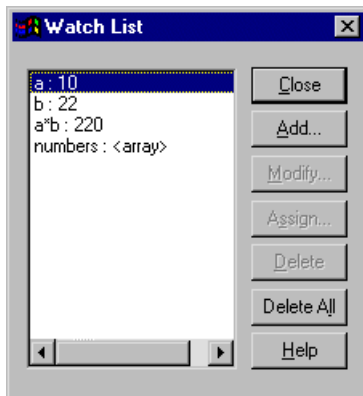 Watch List
a : 10
b : 22
a*b : 220
numbers : <array>
Close
Add...
Modify...
Assign...
Delete
Delete All
Help